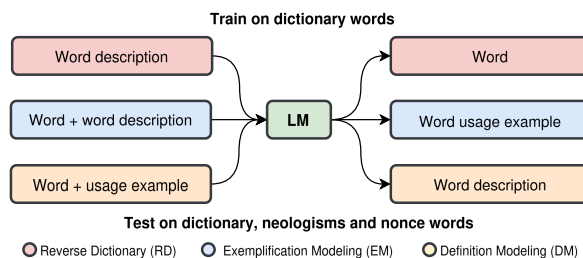 Train on dictionary words
Word description
Word
Word + word description
LM
Word usage example
Word + usage example
Word description
Test on dictionary, neologisms and nonce words
Reverse Dictionary (RD)
Exemplification Modeling (EM)
Definition Modeling (DM)